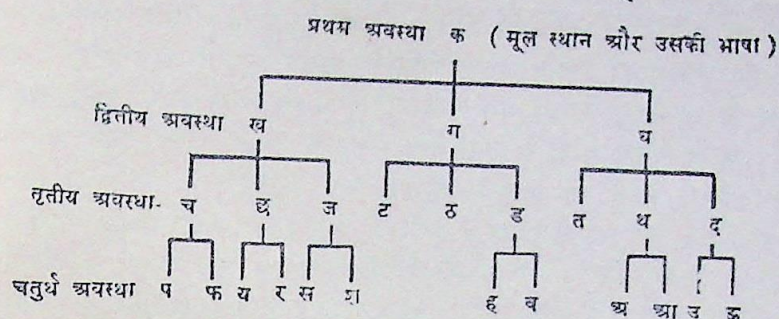 प्रथम अवस्था क ( मूल स्थान और उसकी भाषा )
द्वितीय अवस्था ख ग घ
तृतीय अवस्था- च छ ज ट ठ ड त थ द
चतुर्थ अवस्था प फ य र स श ह ब अ आ उ ऊ